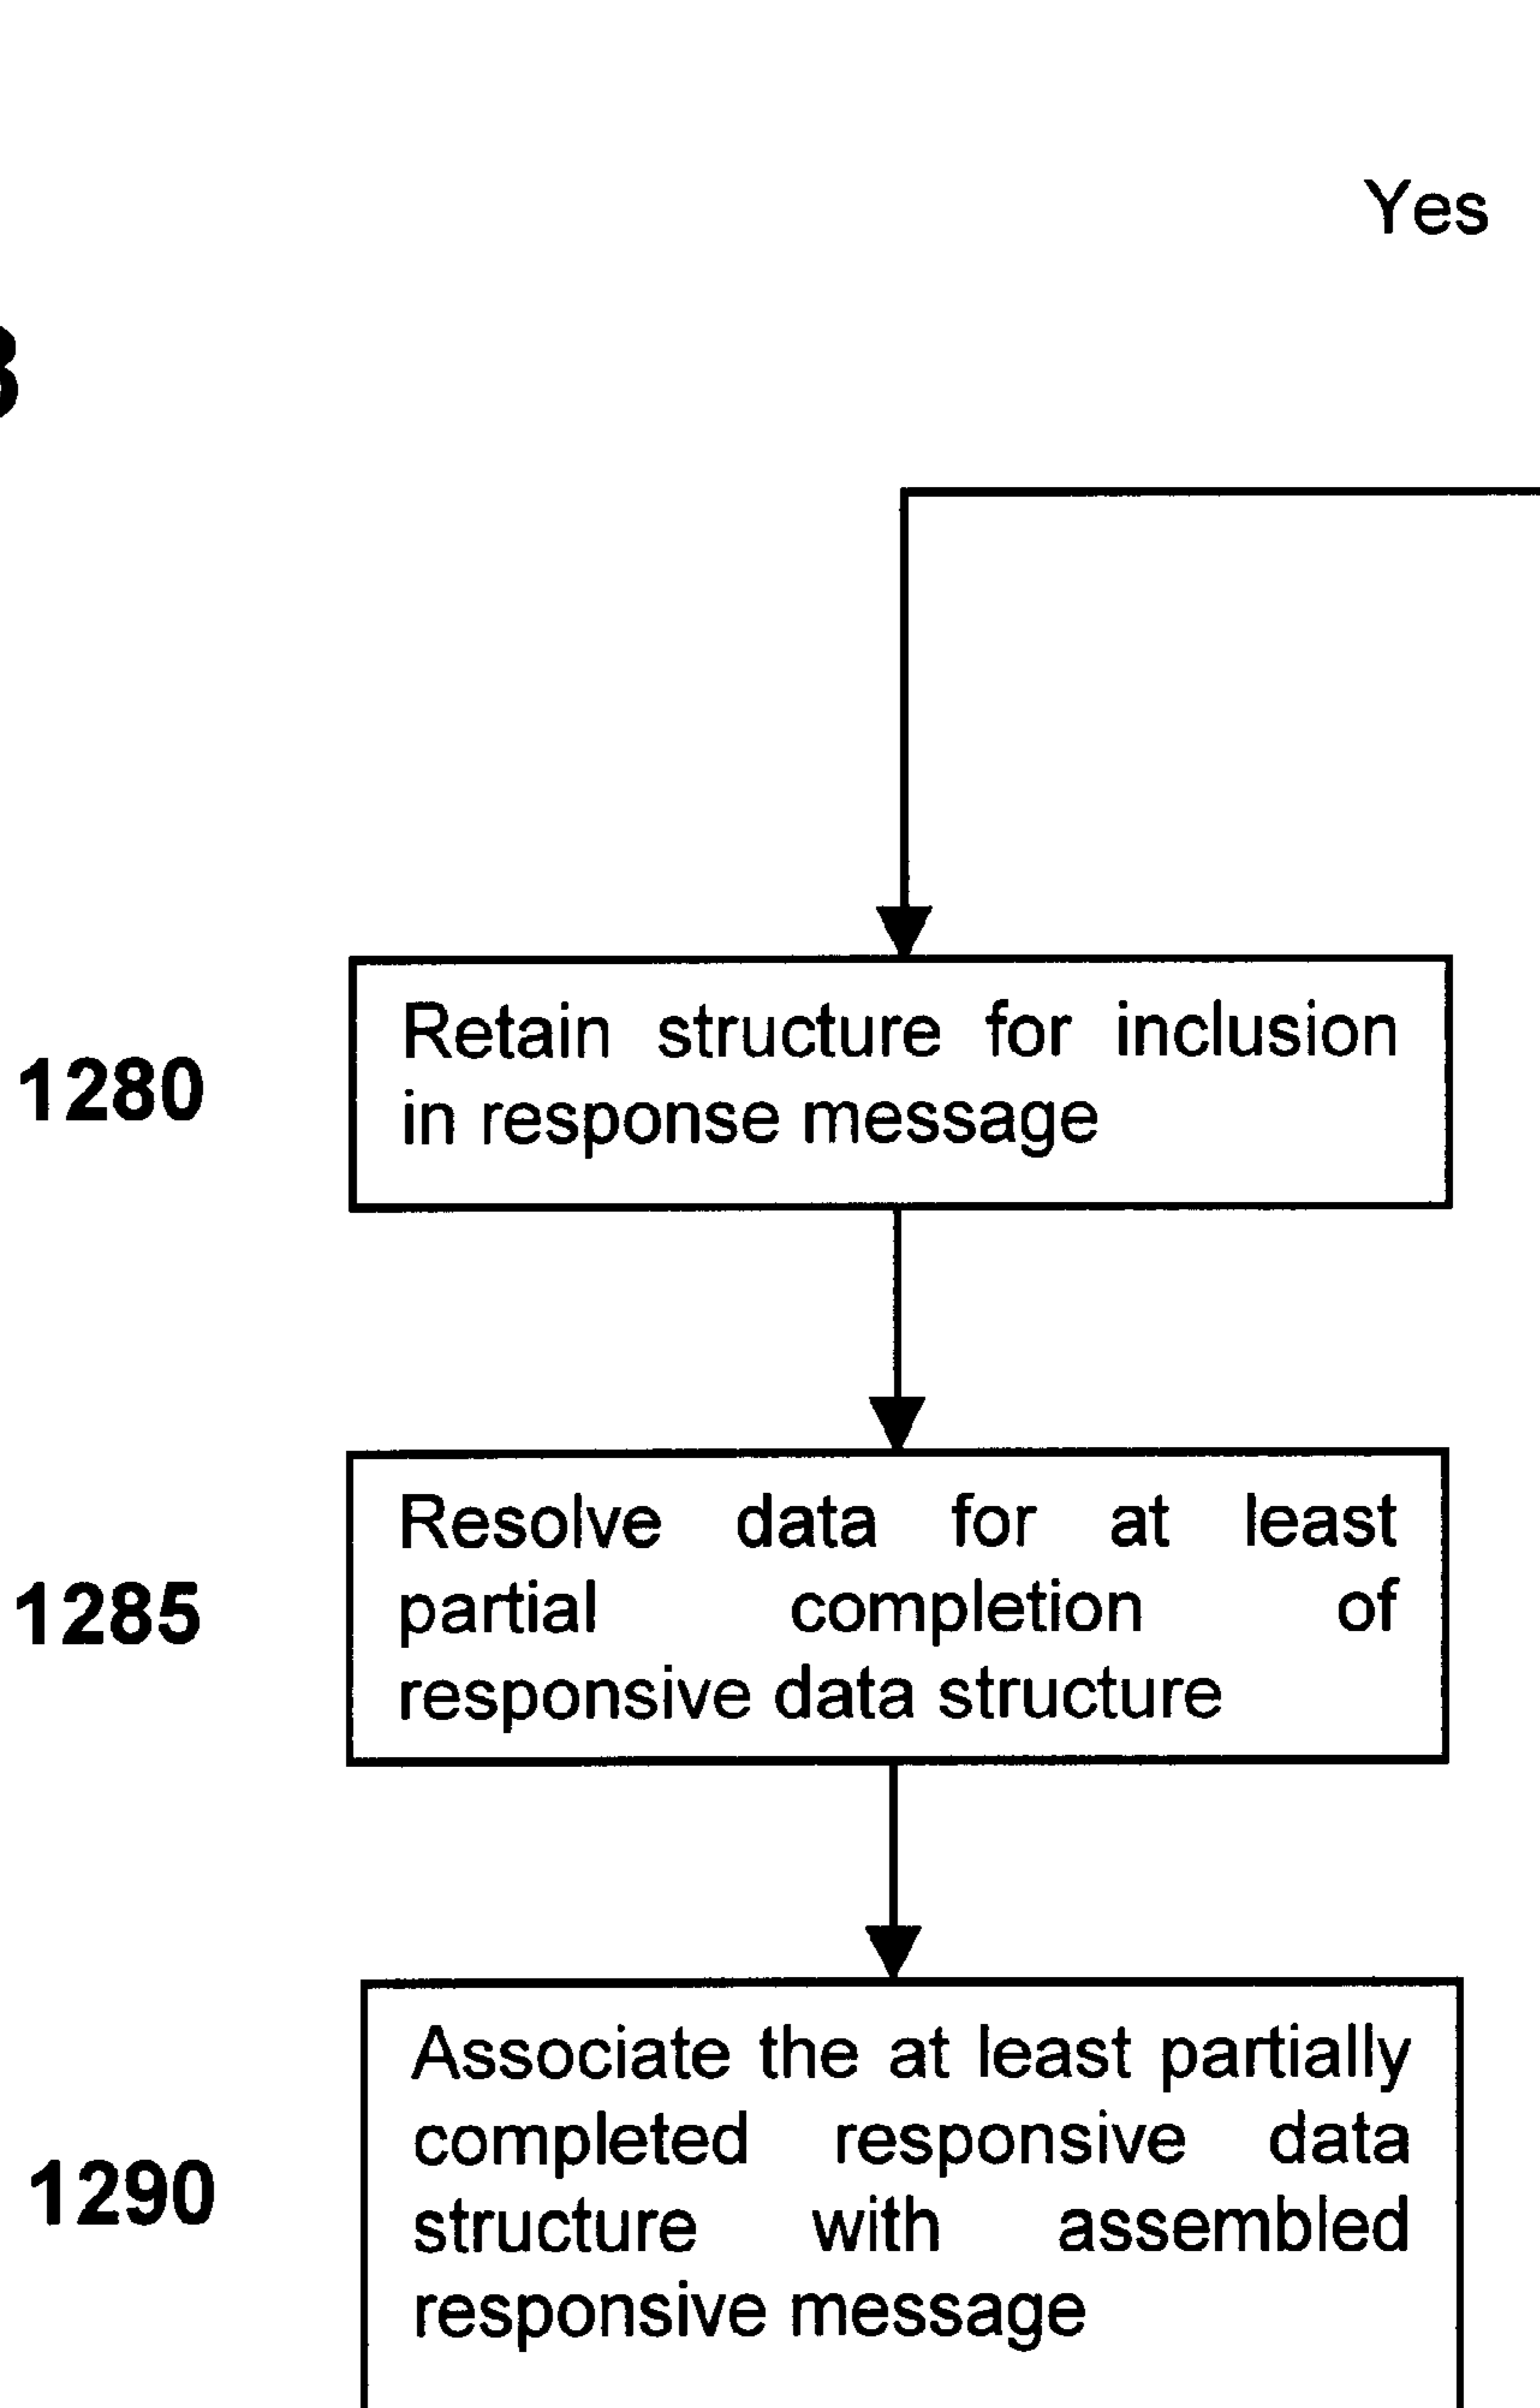 Yes
1280
Retain structure for inclusion
in response message
1285
Resolve data for at least
partial completion of
responsive data structure
1290
Associate the at least partially
completed responsive data
structure with assembled
responsive message